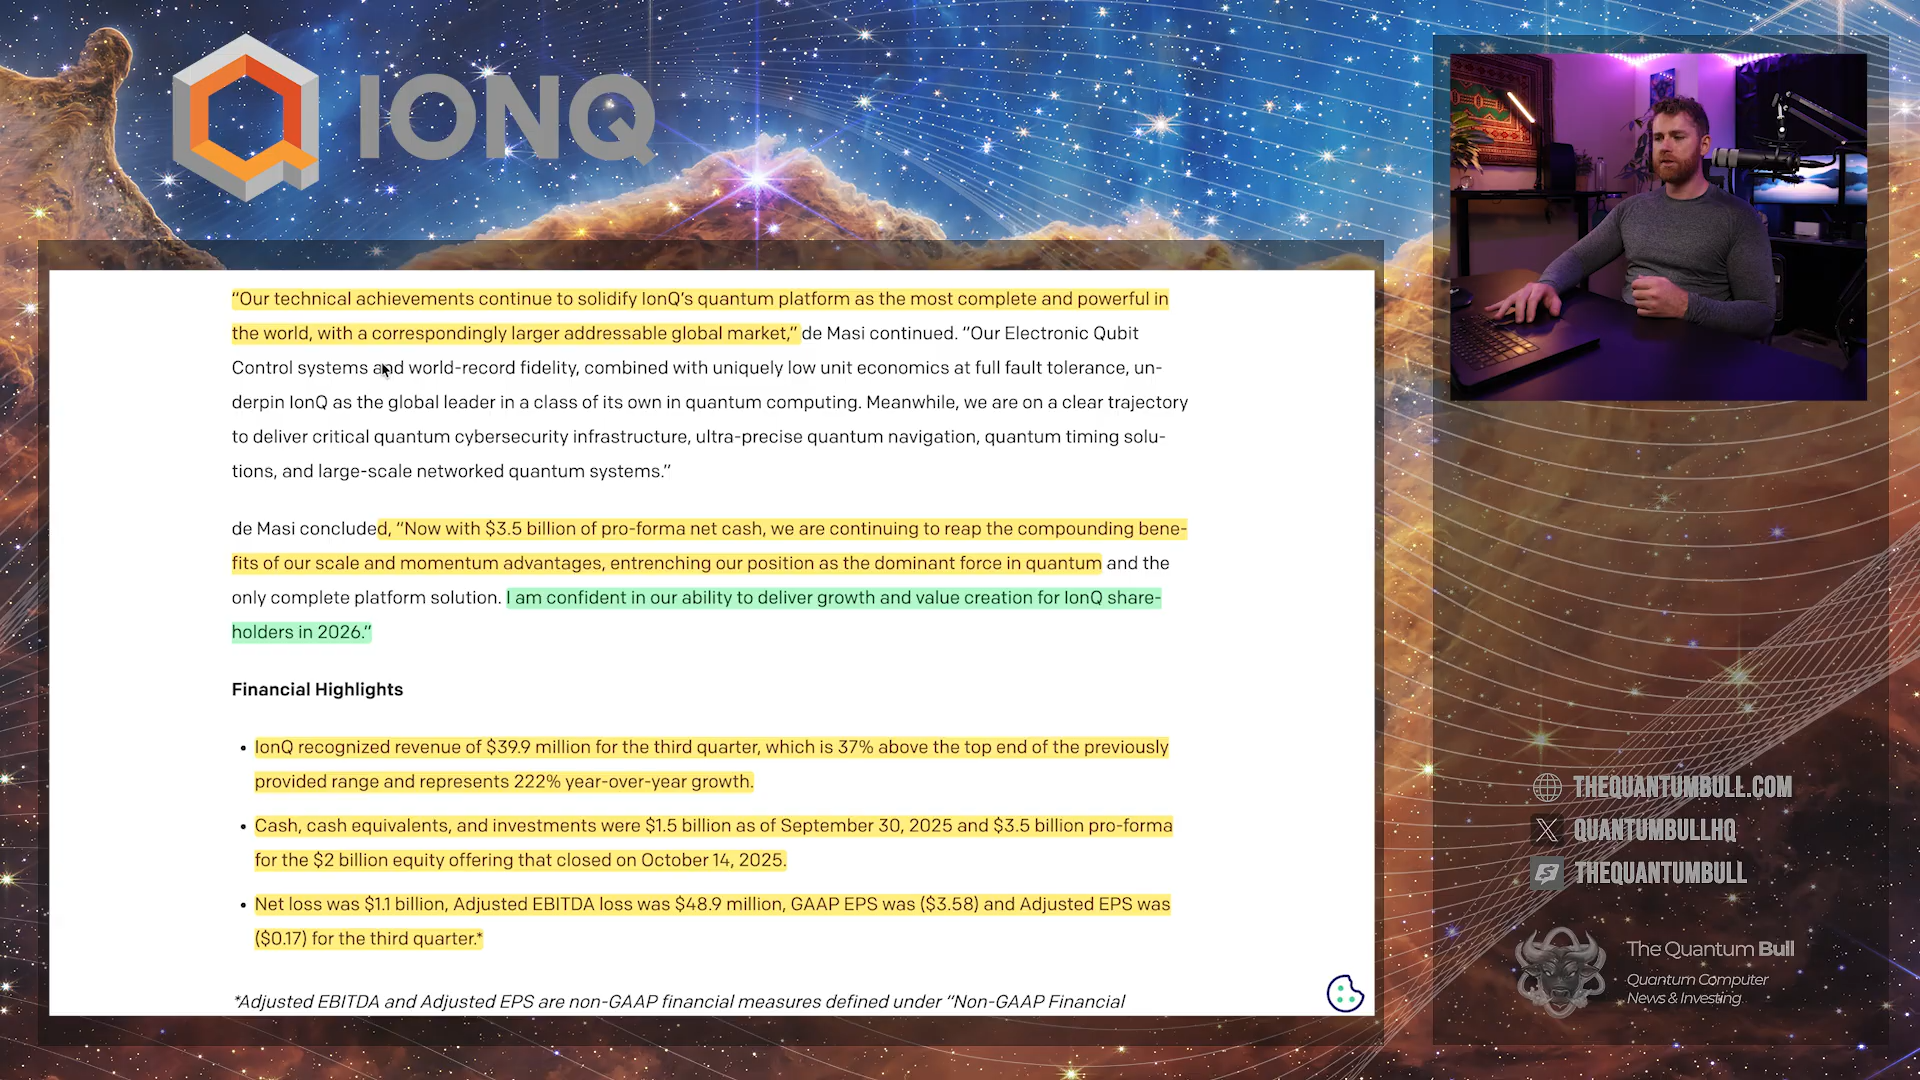 IONQ
“Our technical achievements continue to solidify IonQ’s quantum platform as the most complete and powerful in
the world, with a correspondingly larger addressable global market,” de Masi continued. “Our Electronic Qubit
Control systems and world-record fidelity, combined with uniquely low unit economics at full fault tolerance, un-
derpin IonQ as the global leader in a class of its own in quantum computing. Meanwhile, we are on a clear trajectory
to deliver critical quantum cybersecurity infrastructure, ultra-precise quantum navigation, quantum timing solu-
tions, and large-scale networked quantum systems.”
de Masi concluded, “Now with $3.5 billion of pro-forma net cash, we are continuing to reap the compounding bene-
fits of our scale and momentum advantages, entrenching our position as the dominant force in quantum and the
only complete platform solution. I am confident in our ability to deliver growth and value creation for IonQ share-
holders in 2026.”
Financial Highlights
• IonQ recognized revenue of $39.9 million for the third quarter, which is 37% above the top end of the previously
provided range and represents 222% year-over-year growth.
• Cash, cash equivalents, and investments were $1.5 billion as of September 30, 2025 and $3.5 billion pro-forma
for the $2 billion equity offering that closed on October 14, 2025.
• Net loss was $1.1 billion, Adjusted EBITDA loss was $48.9 million, GAAP EPS was ($3.58) and Adjusted EPS was
($0.17) for the third quarter.*
*Adjusted EBITDA and Adjusted EPS are non-GAAP financial measures defined under “Non-GAAP Financial
THEQUANTUMBULL.COM
QUANTUMBULLHQ
THEQUANTUMBULL
The Quantum Bull
Quantum Computer
News & Investing